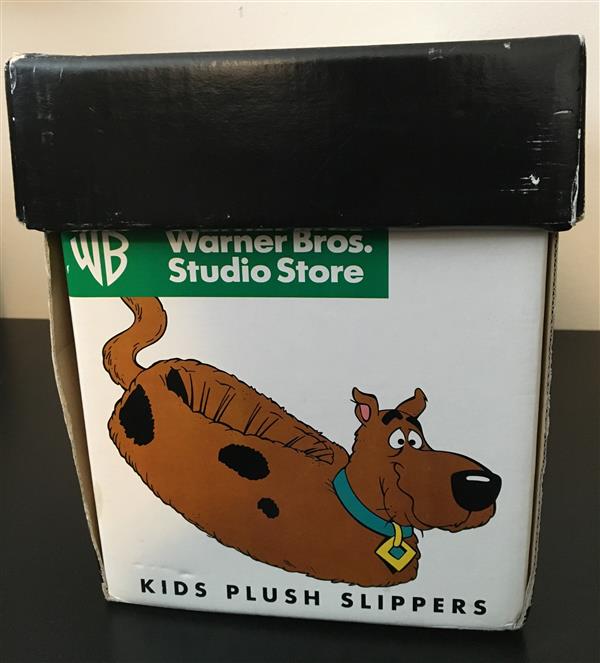 WB
Warner Bros.
Studio Store
KIDS PLUSH SLIPPERS